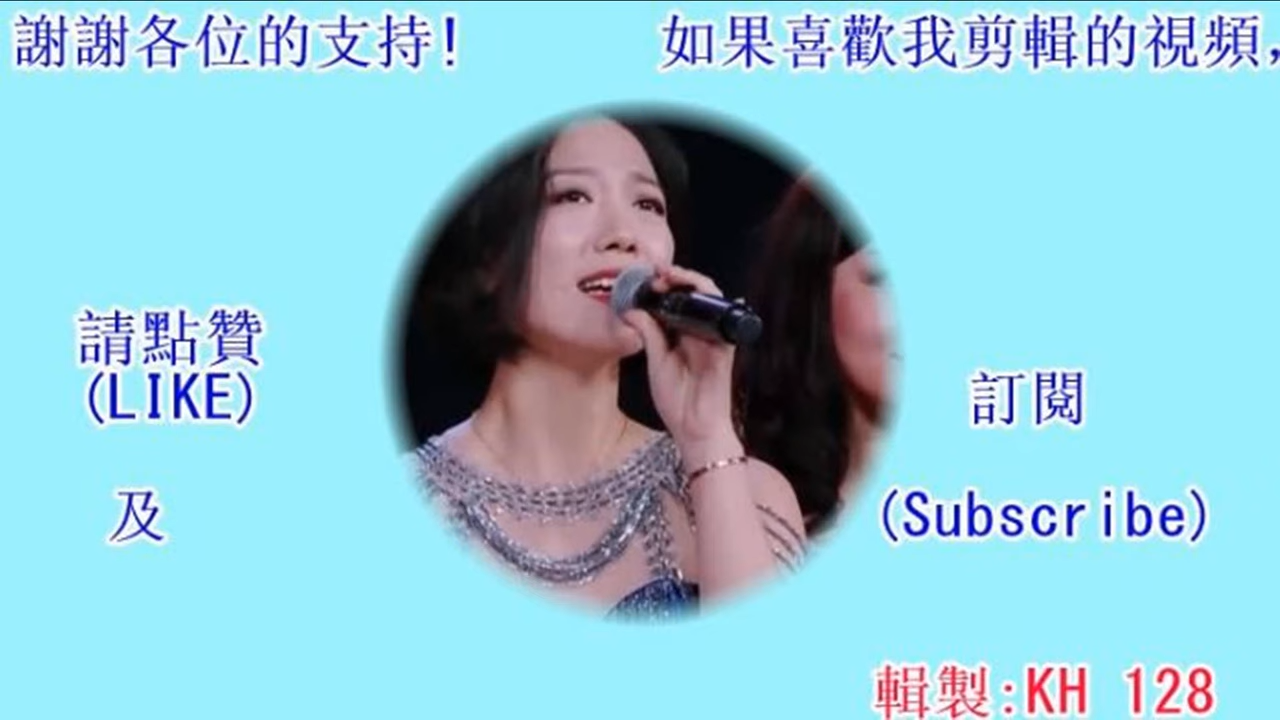 謝謝各位的支持! 如果喜歡我剪輯的視頻,
請點贊
(LIKE)
及
訂閱
(Subscribe)
輯製:KH 128